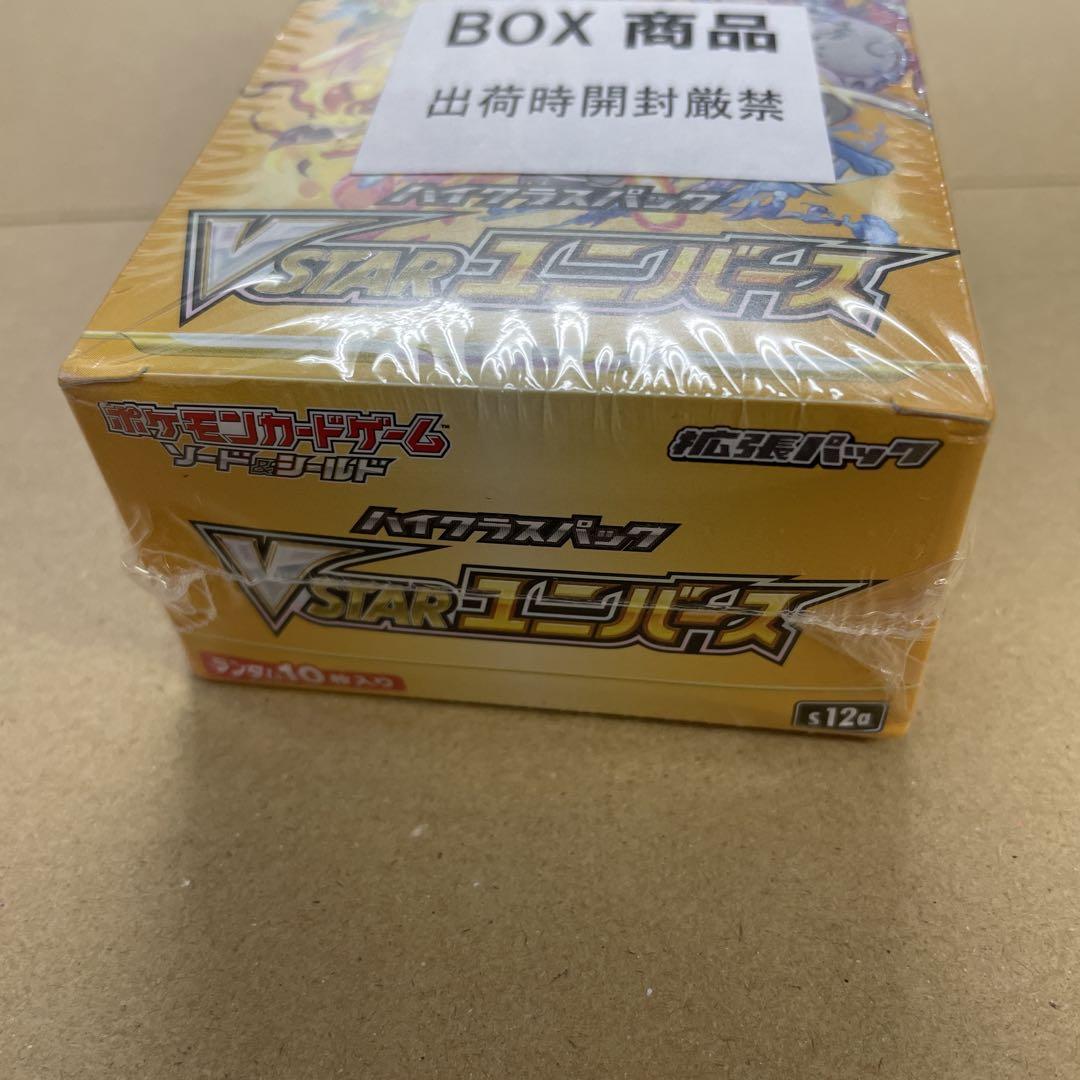 BOX 商品
出荷時開封厳禁
ハイクラスパック
VSTARユニバース
ポケモンカードゲーム™
ソード&シールド
拡張パック
ハイクラスパック
VSTARユニバース
ランダム10枚入り
s12a